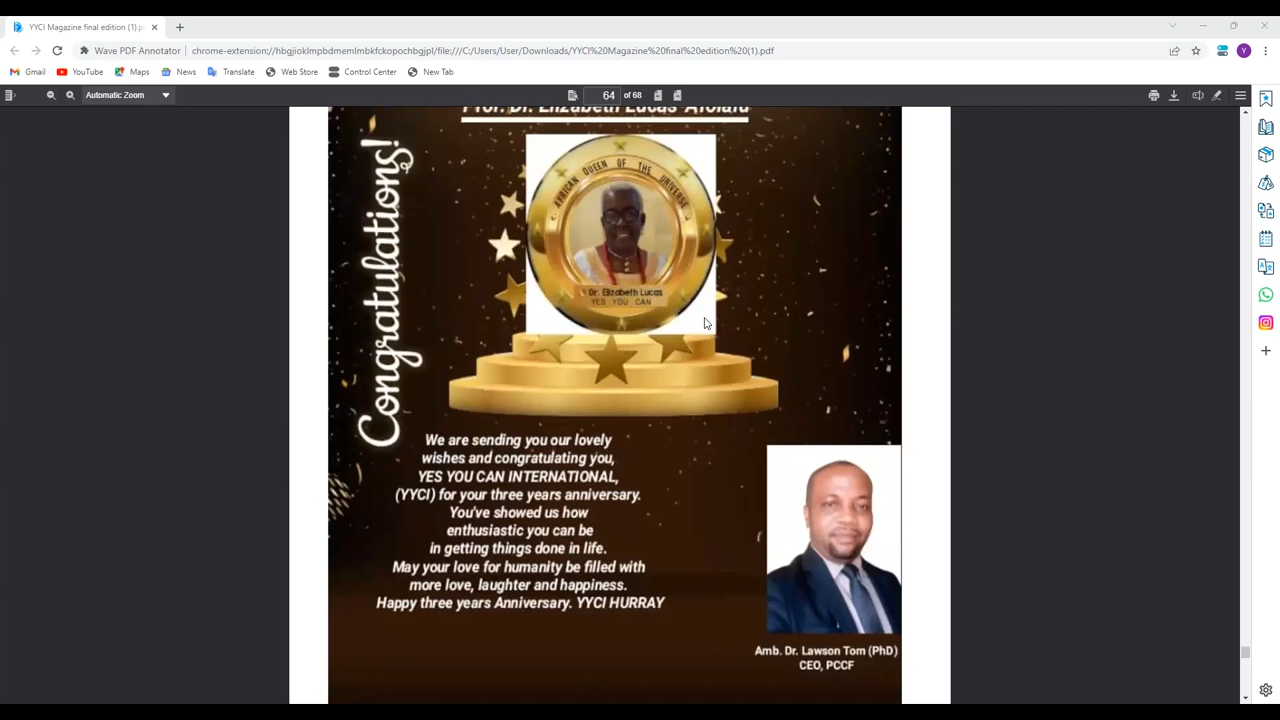 YYCI Magazine final edition (1).p
Wave PDF Annotator
chrome-extension://hbgjioklmpbdmemlmbkfckopochbgjpl/file:///C:/Users/User/Downloads/YYCI%20Magazine%20final%20edition%20(1).pdf
Y
Gmail
YouTube
Maps
News
Translate
Web Store
Control Center
New Tab
Automatic Zoom
64 of 68
Prof. Dr. Elizabeth Lucas
Congratulations!
AFRICAN QUEEN OF THE UNIVERSE
Dr. Elizabeth Lucas
YES YOU CAN
We are sending you our lovely
wishes and congratulating you,
YES YOU CAN INTERNATIONAL,
(YYCI) for your three years anniversary.
You've showed us how
enthusiastic you can be
in getting things done in life.
May your love for humanity be filled with
more love, laughter and happiness.
Happy three years Anniversary. YYCI HURRAY
Amb. Dr. Lawson Tom (PhD)
CEO, PCCF